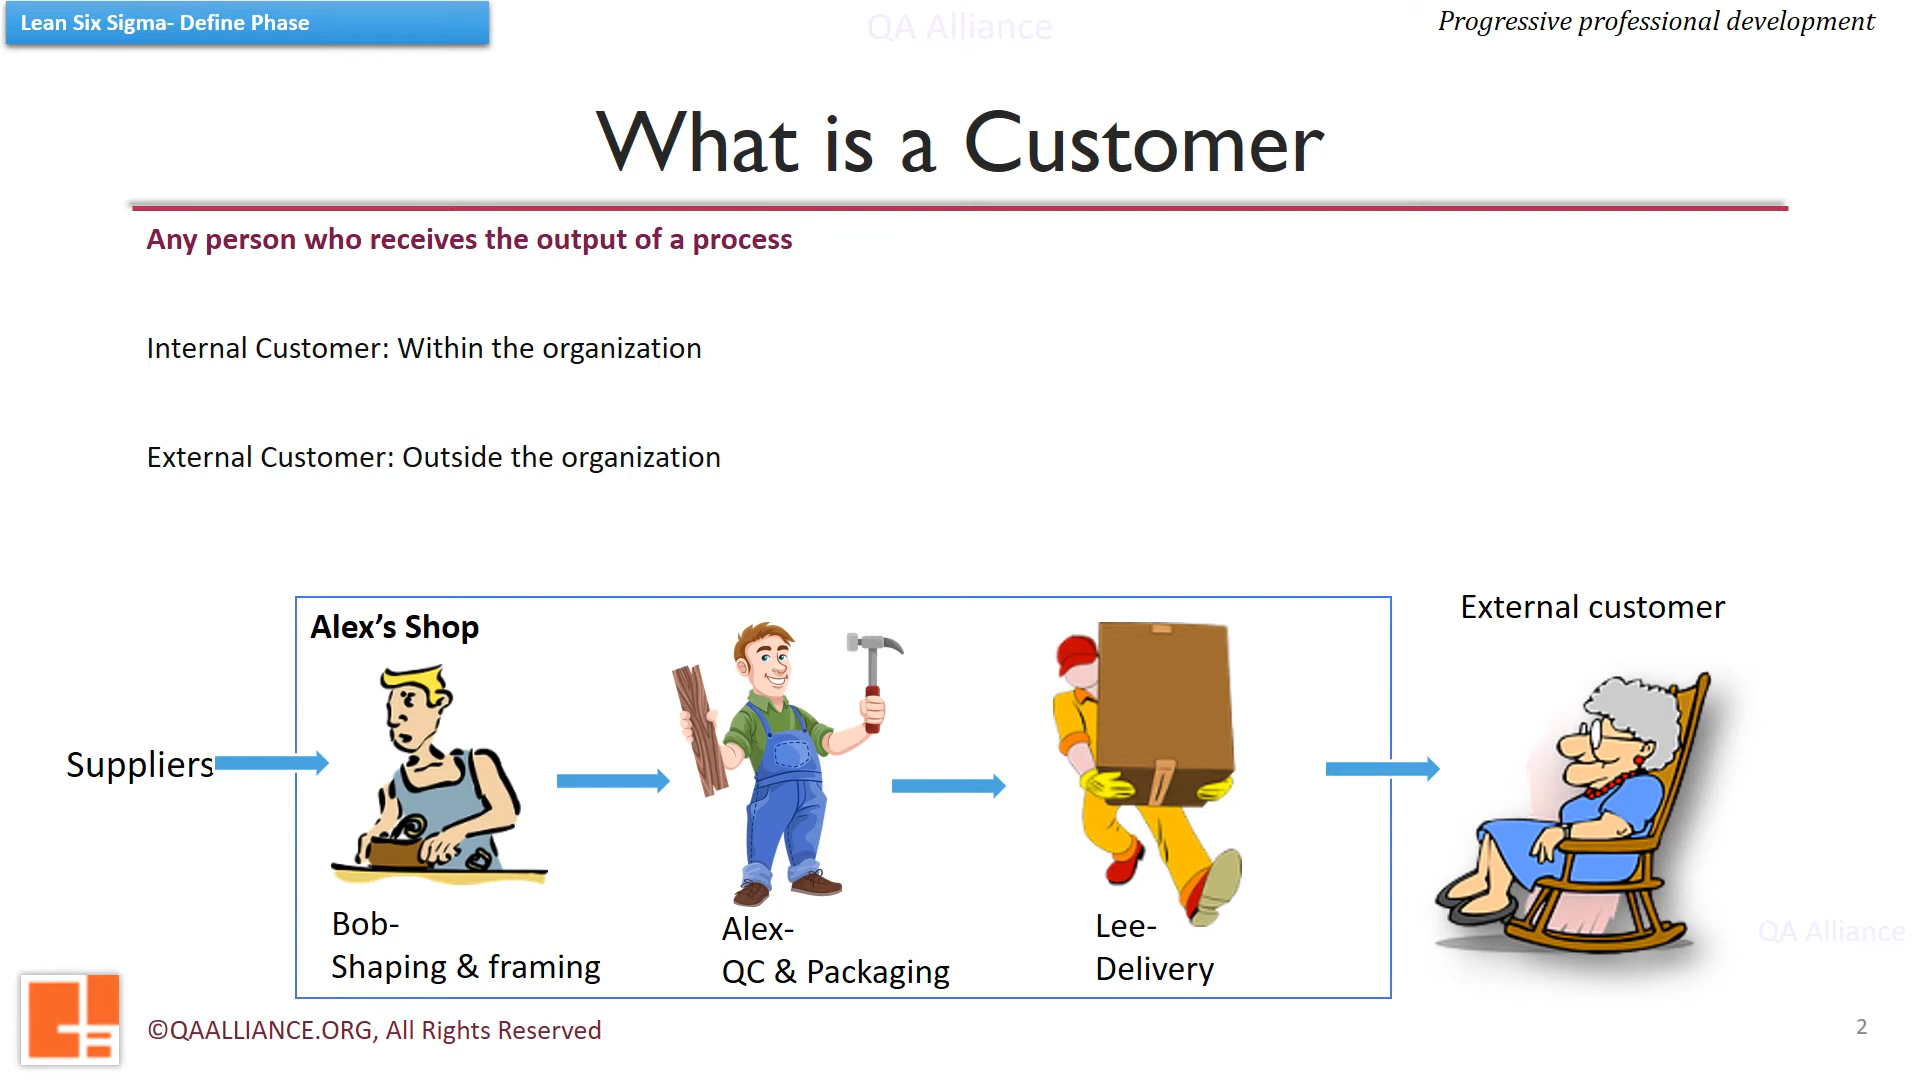 Lean Six Sigma- Define Phase
QA Alliance
Progressive professional development
What is a Customer
Any person who receives the output of a process
Internal Customer: Within the organization
External Customer: Outside the organization
Alex’s Shop
External customer
Suppliers
Bob-
Shaping & framing
Alex-
QC & Packaging
Lee-
Delivery
QA Alliance
©QAALLIANCE.ORG, All Rights Reserved
2